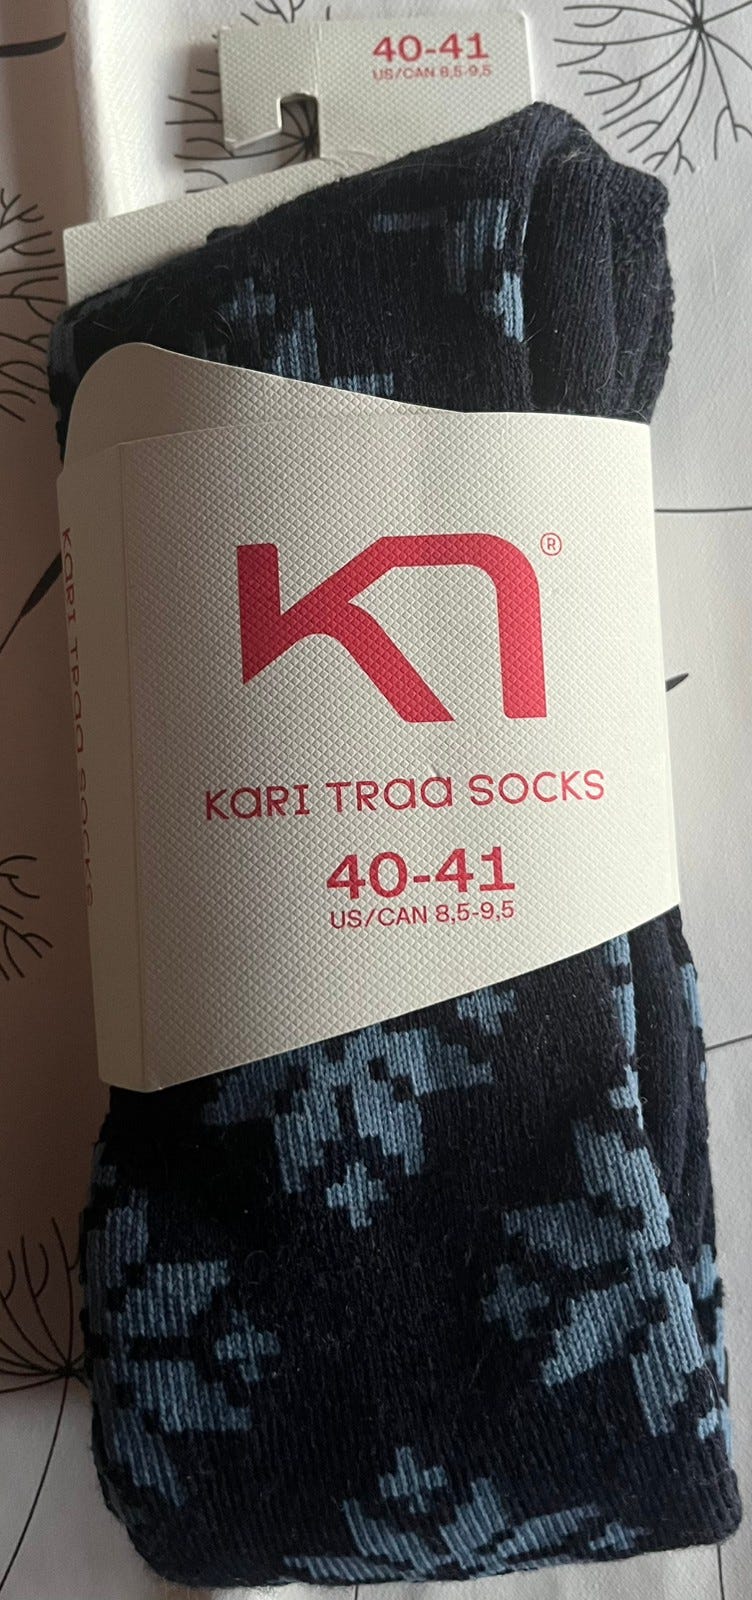 40-41
US/CAN 8,5-9,5
KN
®
KARI TRAA SOCKS
40-41
US/CAN 8,5-9,5
KARI TRAA SOCKS